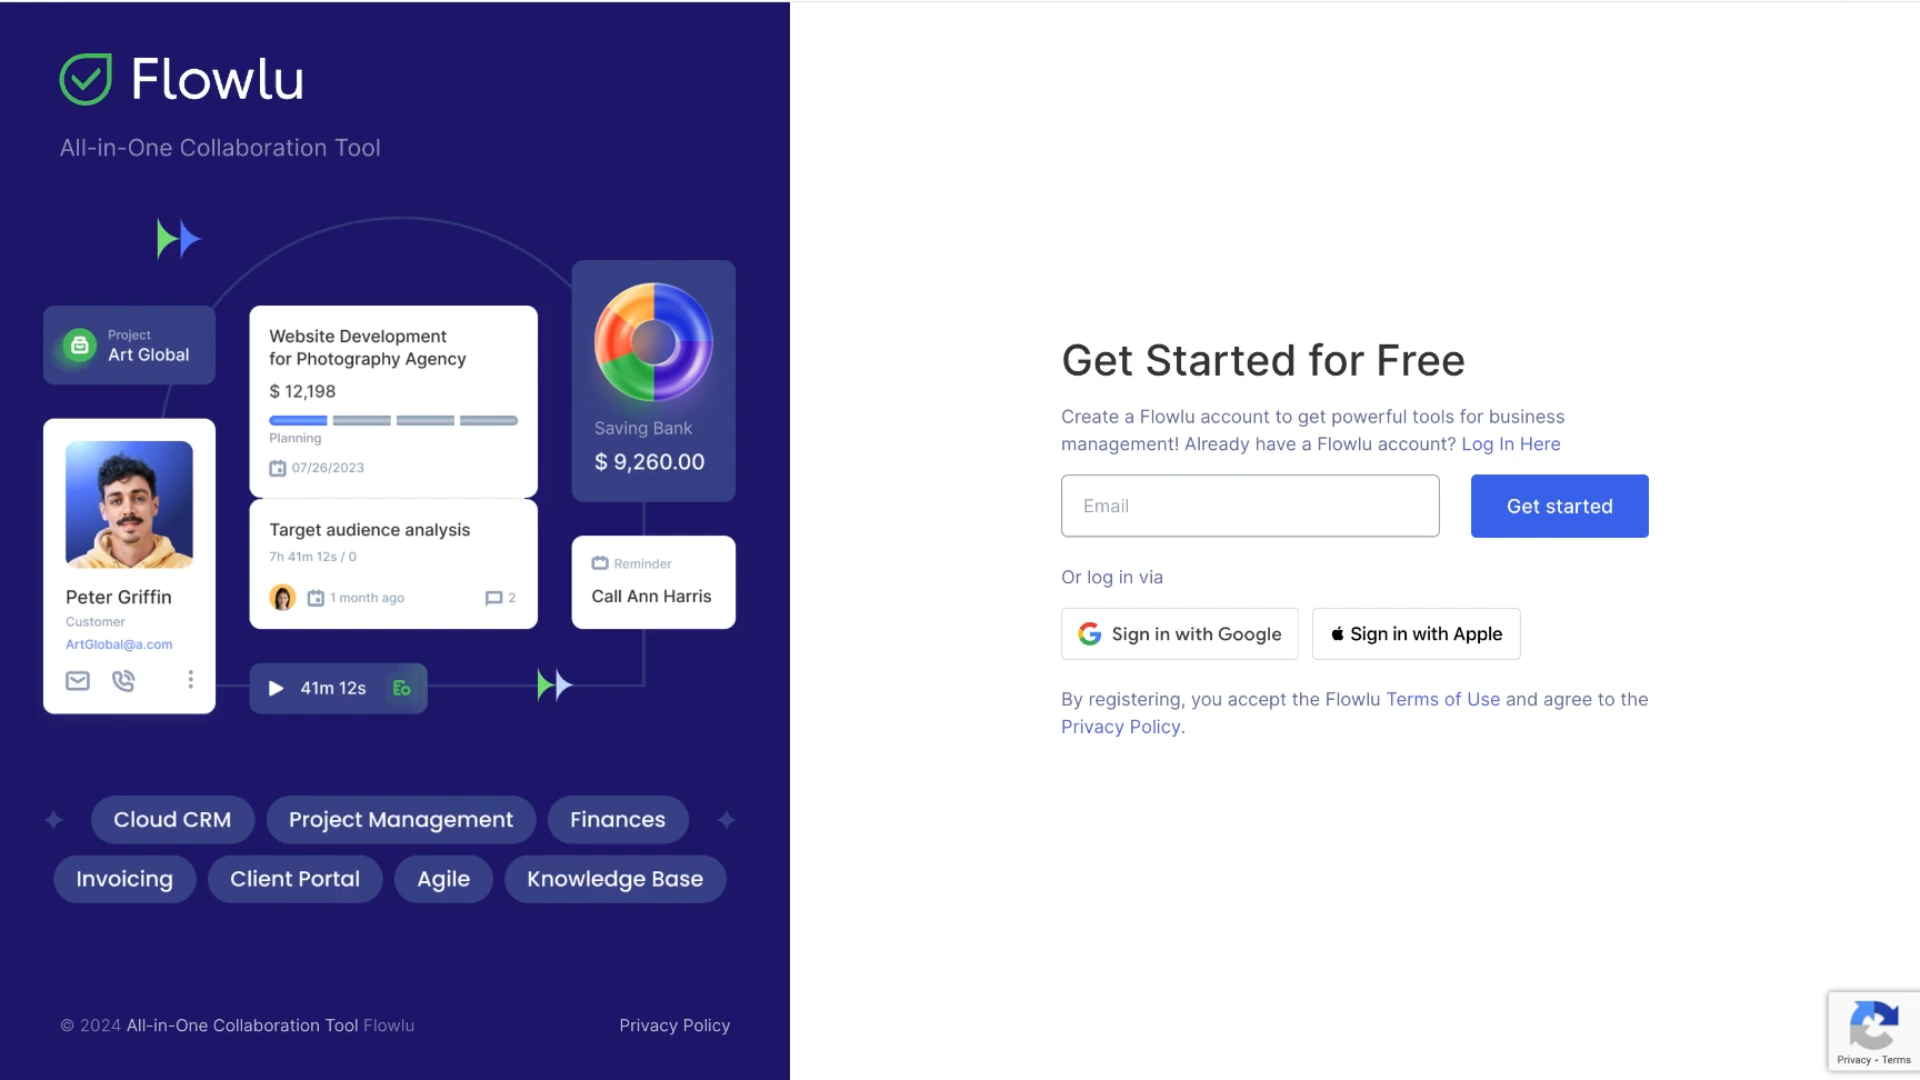 Flowlu
All-in-One Collaboration Tool
Project
Art Global
Website Development
for Photography Agency
$ 12,198
Planning
07/26/2023
Saving Bank
$ 9,260.00
Target audience analysis
7h 41m 12s / 0
1 month ago
2
Reminder
Call Ann Harris
Peter Griffin
Customer
ArtGlobal@a.com
41m 12s
Cloud CRM
Project Management
Finances
Invoicing
Client Portal
Agile
Knowledge Base
© 2024 All-in-One Collaboration Tool Flowlu
Privacy Policy
Get Started for Free
Create a Flowlu account to get powerful tools for business
management! Already have a Flowlu account? Log In Here
Email
Get started
Or log in via
Sign in with Google
Sign in with Apple
By registering, you accept the Flowlu Terms of Use and agree to the
Privacy Policy.
Privacy - Terms